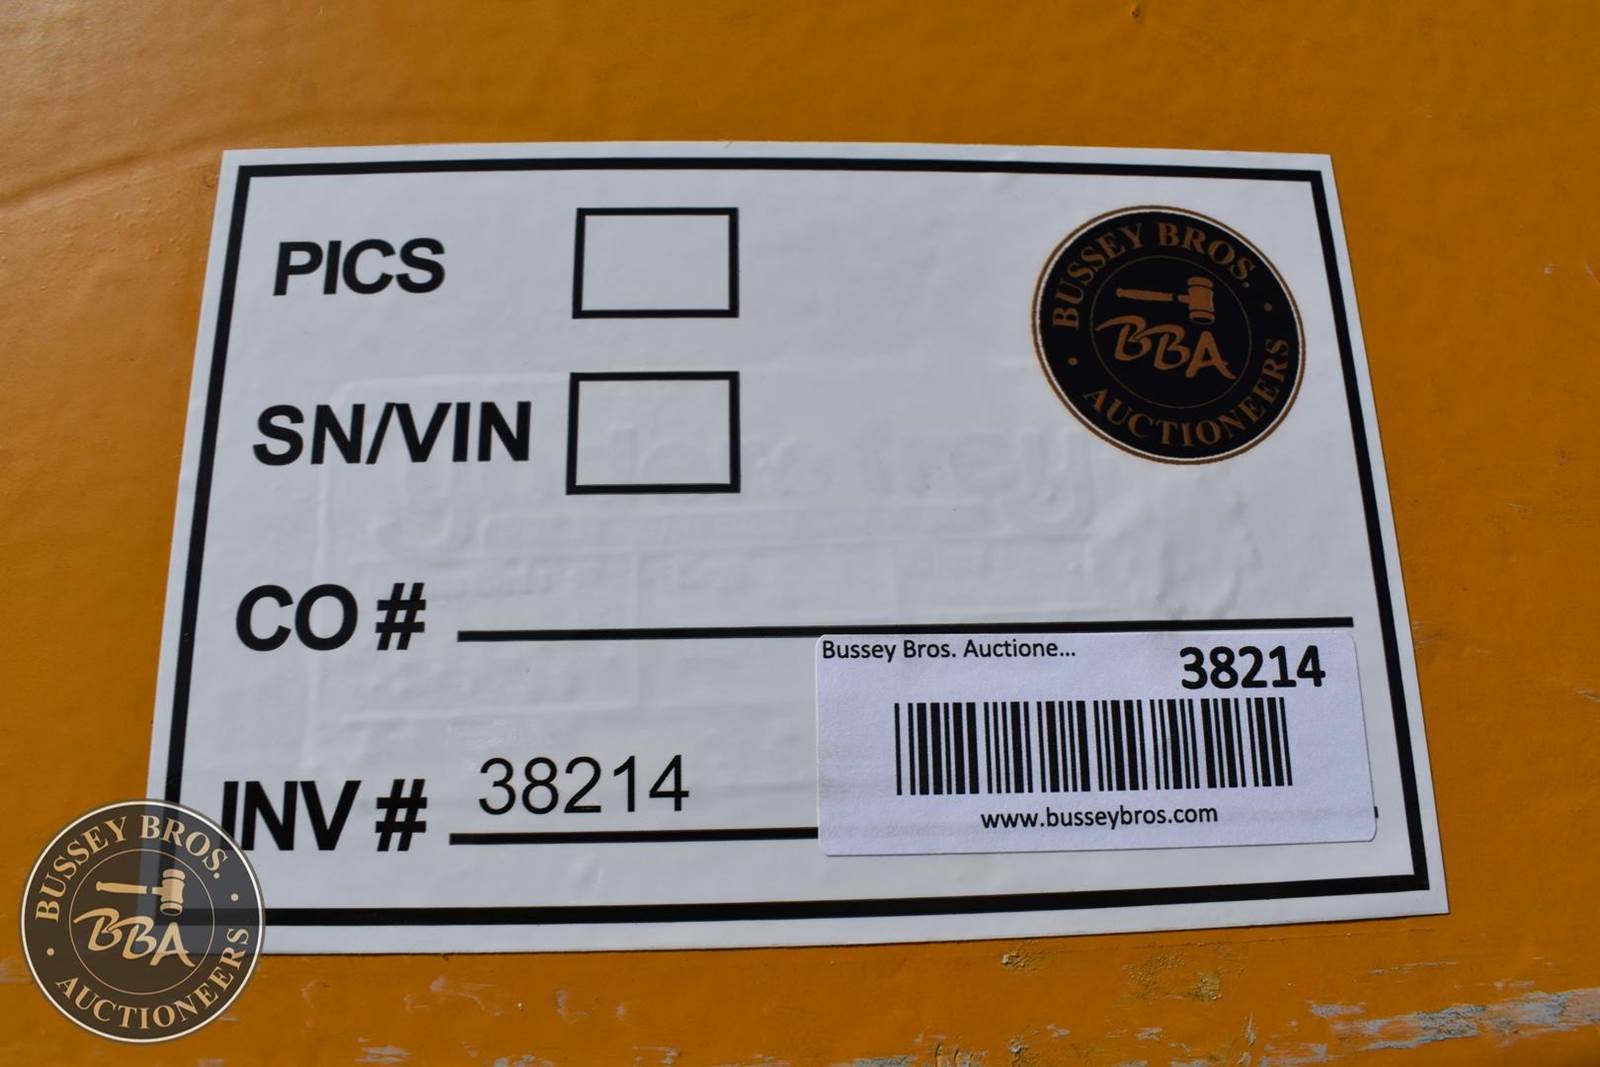 PICS
BUSSEY BROS.
BBA
AUCTIONEERS
SN/VIN
CO #
Bussey Bros. Auctione...
38214
INV # 38214
www.busseybros.com
BUSSEY BROS.
BBA
AUCTIONEERS